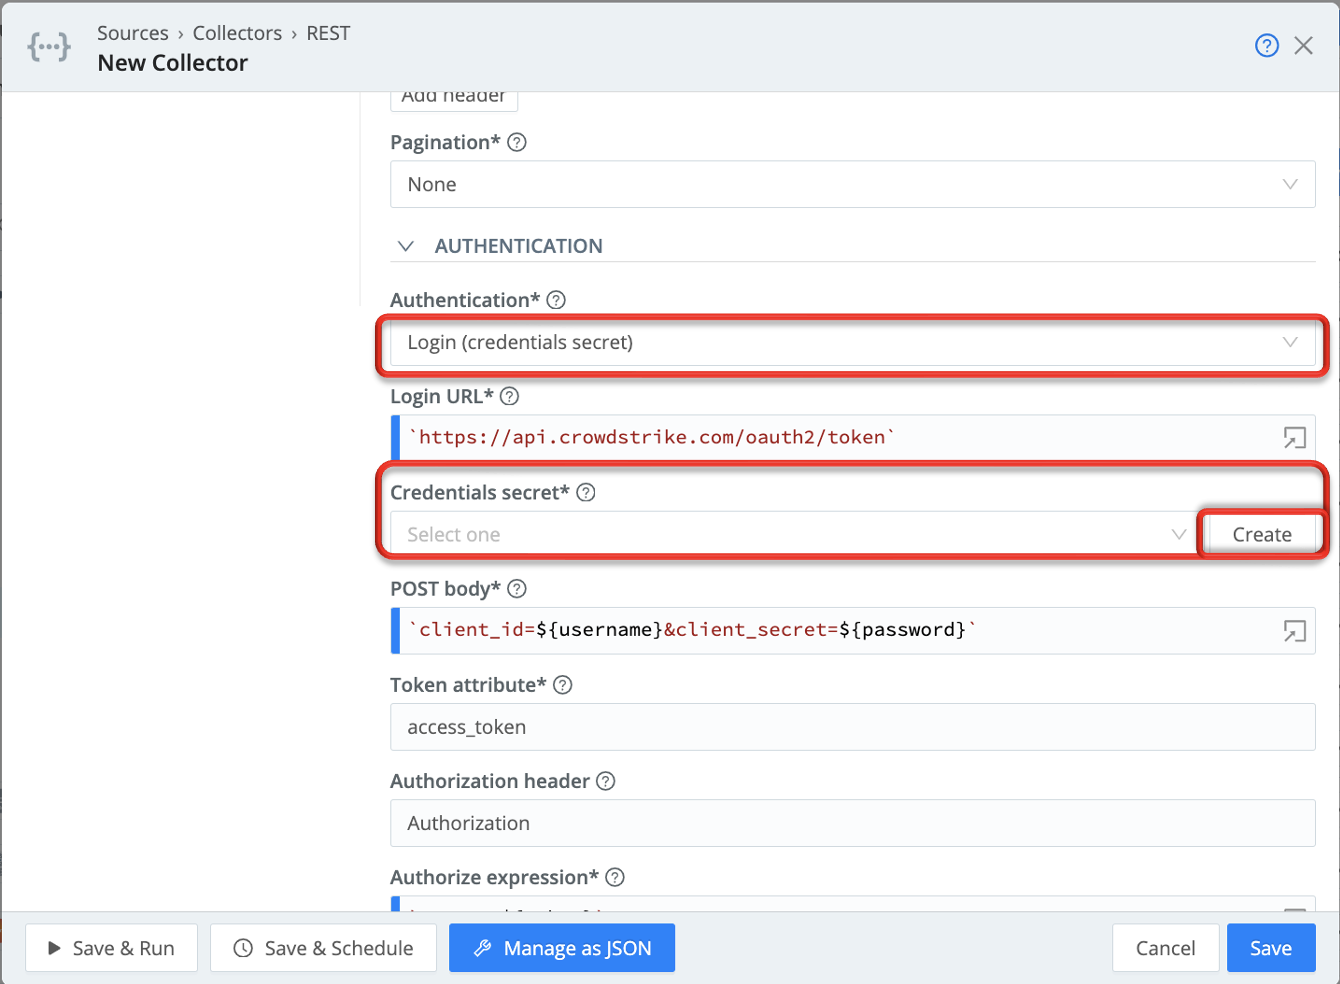 Sources › Collectors › REST
New Collector
Add header
Pagination*
None
AUTHENTICATION
Authentication*
Login (credentials secret)
Login URL*
`https://api.crowdstrike.com/oauth2/token`
Credentials secret*
Select one
Create
POST body*
`client_id=${username}&client_secret=${password}`
Token attribute*
access_token
Authorization header
Authorization
Authorize expression*
Save & Run
Save & Schedule
Manage as JSON
Cancel
Save